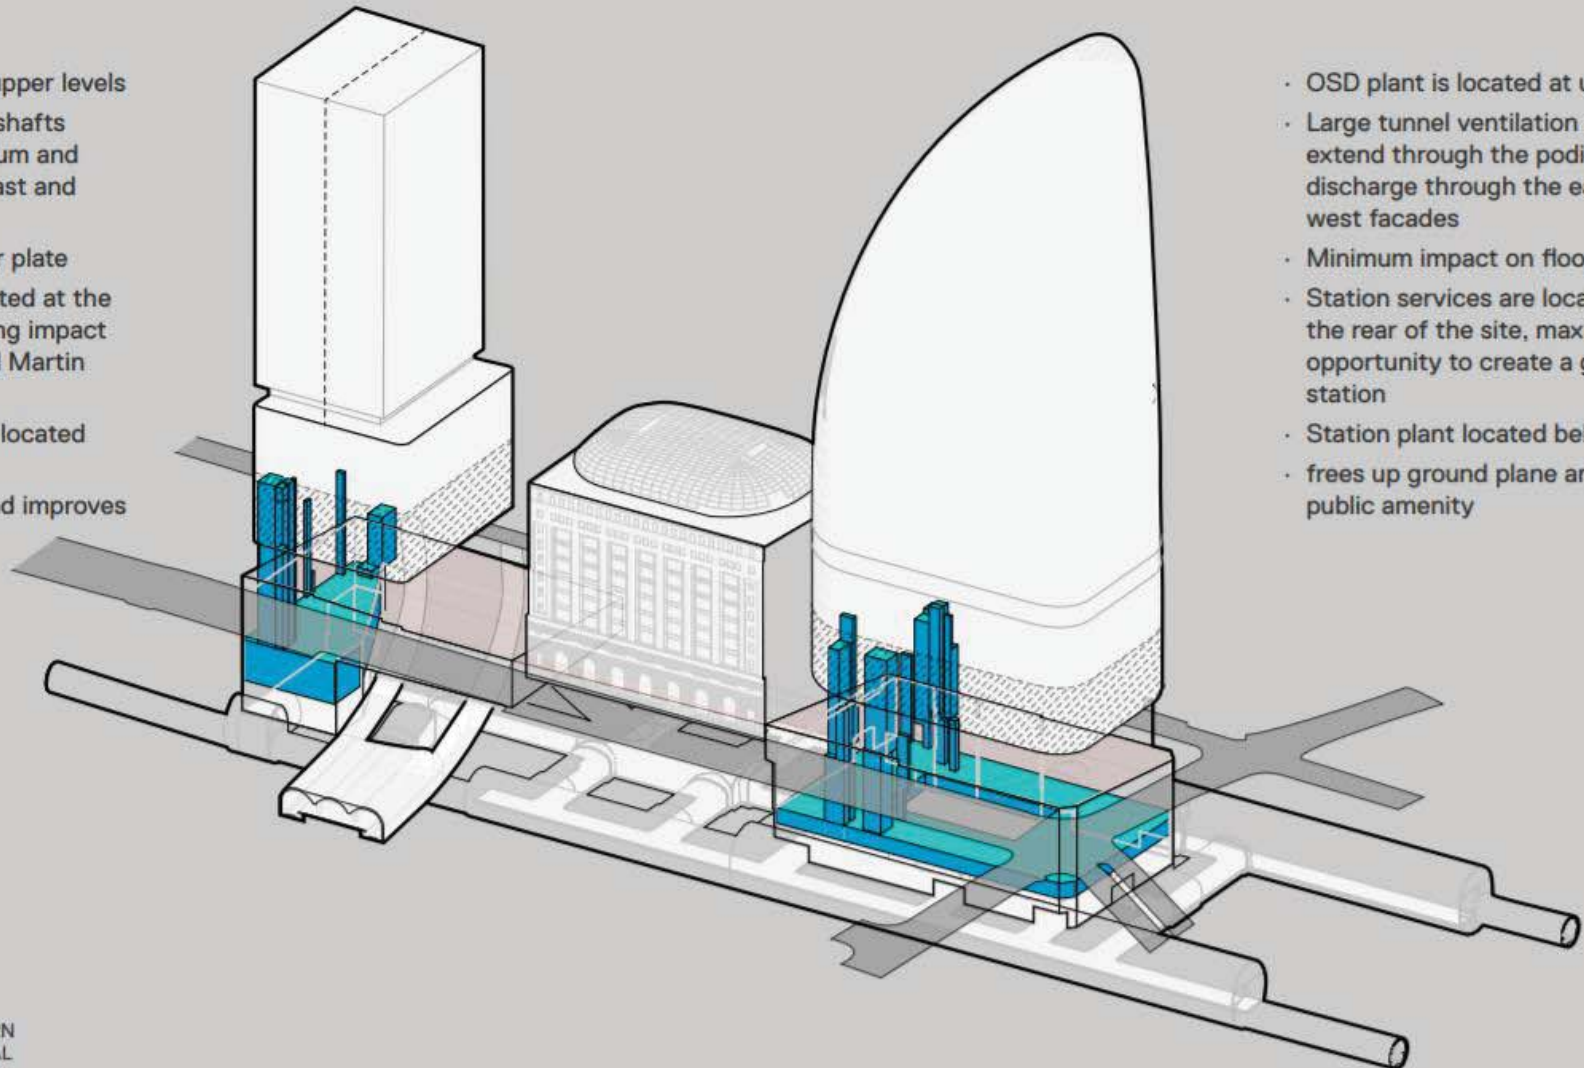 upper levels
shafts
um and
ast and
r plate
ted at the
ng impact
l Martin
located
d improves
· OSD plant is located at u
· Large tunnel ventilation
extend through the podi
discharge through the ea
west facades
· Minimum impact on floo
· Station services are loca
the rear of the site, max
opportunity to create a g
station
· Station plant located bel
· frees up ground plane ar
public amenity
RN
AL